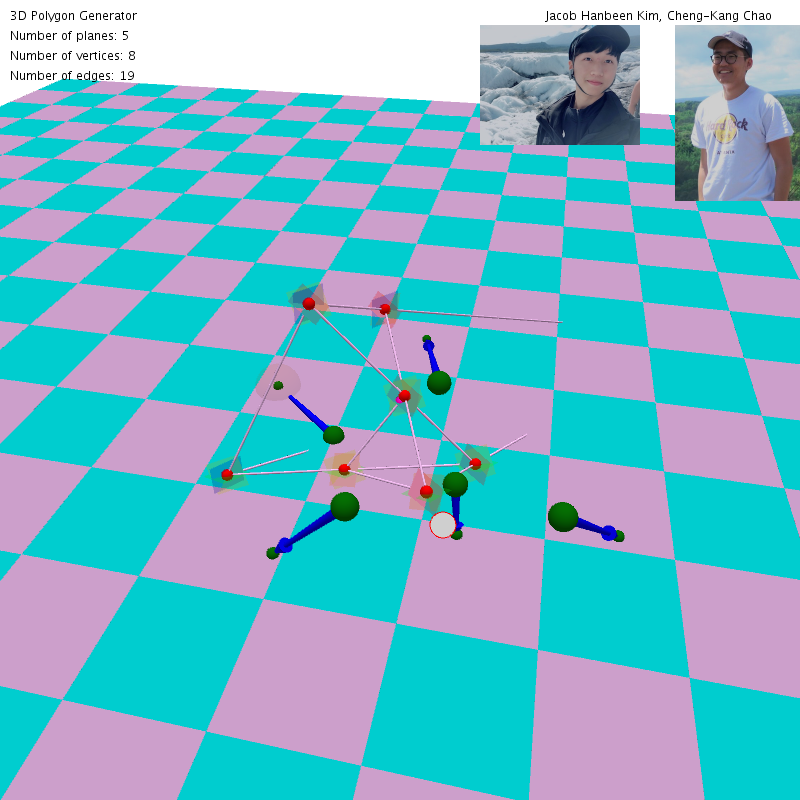 3D Polygon Generator
Jacob Hanbeen Kim, Cheng-Kang Chao
Number of planes: 5
Number of vertices: 8
Number of edges: 19